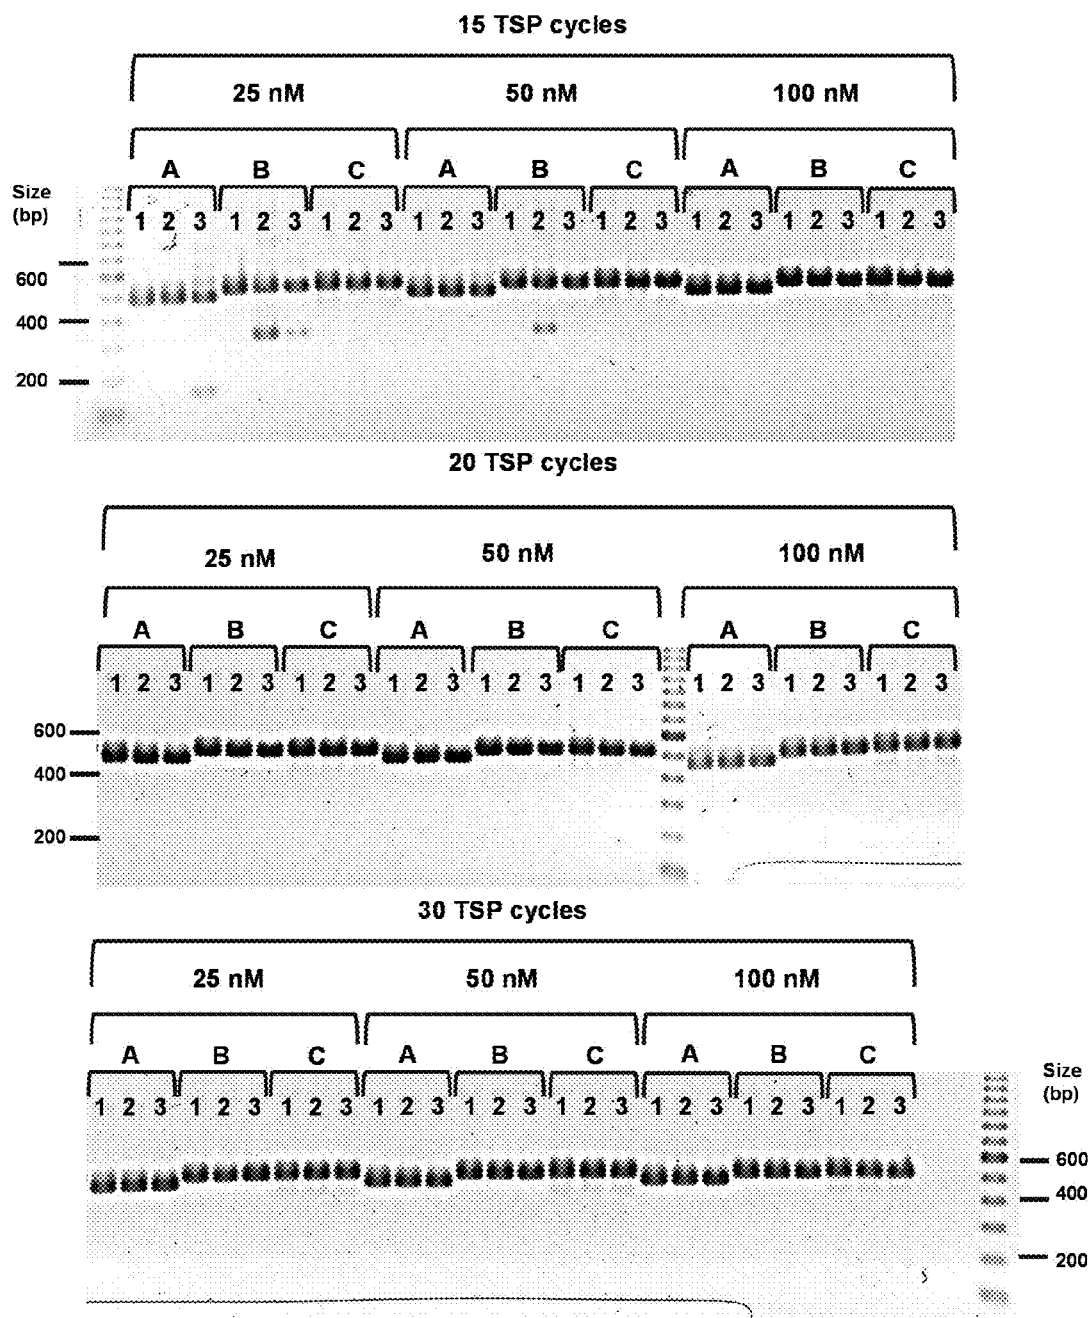 15 TSP cycles
25 nM 50 nM 100 nM
A B C A B C A B C
Size
(bp)
1 2 3 1 2 3 1 2 3 1 2 3 1 2 3 1 2 3 1 2 3 1 2 3 1 2 3
600
400
200
20 TSP cycles
25 nM 50 nM 100 nM
A B C A B C A B C
1 2 3 1 2 3 1 2 3 1 2 3 1 2 3 1 2 3 1 2 3 1 2 3 1 2 3
600
400
200
30 TSP cycles
25 nM 50 nM 100 nM
A B C A B C A B C
Size
(bp)
1 2 3 1 2 3 1 2 3 1 2 3 1 2 3 1 2 3 1 2 3 1 2 3 1 2 3
600
400
200